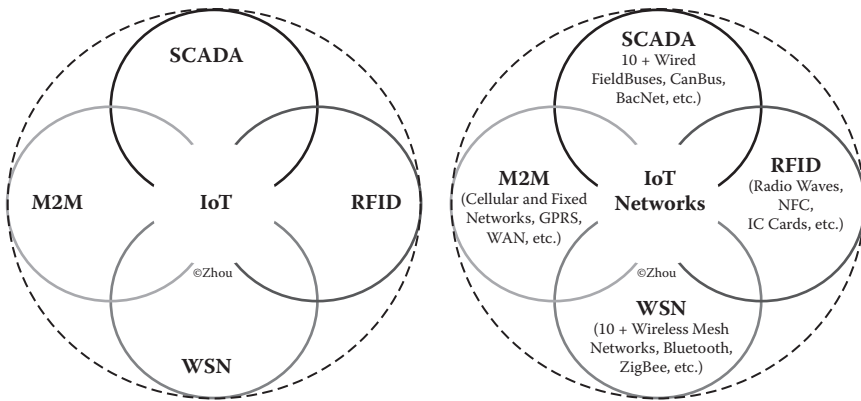 SCADA
M2M
IoT
RFID
©Zhou
WSN
SCADA
10 + Wired
FieldBuses, CanBus,
BacNet, etc.)
M2M
(Cellular and Fixed
Networks, GPRS,
WAN, etc.)
IoT
Networks
RFID
(Radio Waves,
NFC,
IC Cards, etc.)
©Zhou
WSN
(10 + Wireless Mesh
Networks, Bluetooth,
ZigBee, etc.)